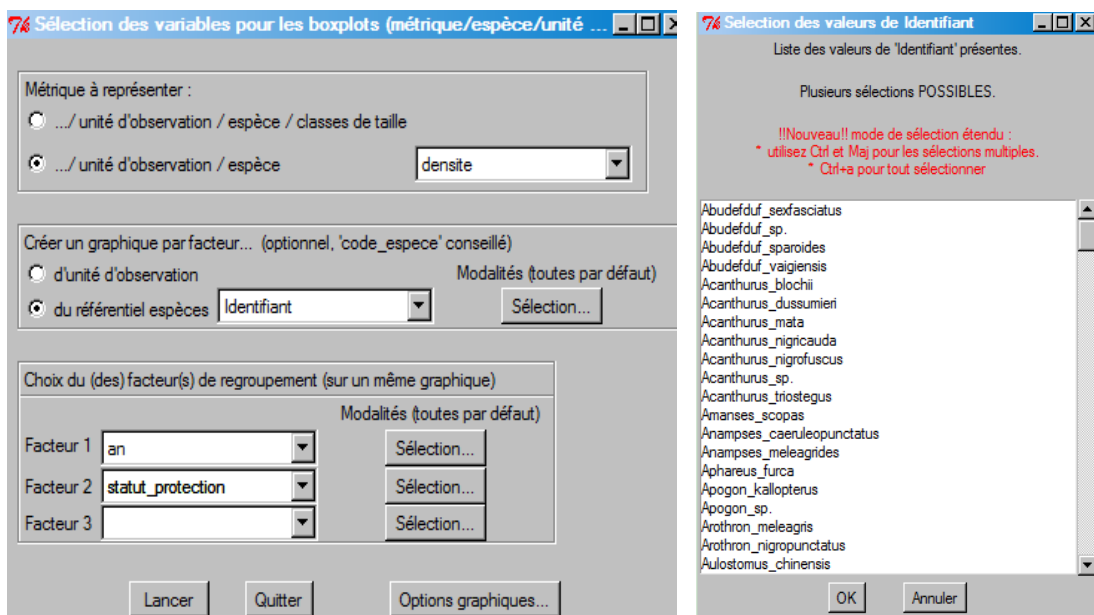 Sélection des variables pour les boxplots (métrique/espèce/unité ...
Métrique à représenter :
.../ unité d'observation / espèce / classes de taille
.../ unité d'observation / espèce
densite
Créer un graphique par facteur... (optionnel, 'code_espece' conseillé)
d'unité d'observation
Modalités (toutes par défaut)
du référentiel espèces
Identifiant
Sélection...
Choix du (des) facteur(s) de regroupement (sur un même graphique)
Modalités (toutes par défaut)
Facteur 1
an
Sélection...
Facteur 2
statut_protection
Sélection...
Facteur 3
Sélection...
Lancer
Quitter
Options graphiques...
Selection des valeurs de Identifiant
Liste des valeurs de 'Identifiant' présentes.
Plusieurs sélections POSSIBLES.
!!Nouveau!! mode de sélection étendu :
* utilisez Ctrl et Maj pour les sélections multiples.
* Ctrl+a pour tout sélectionner
Abudefduf_sexfasciatus
Abudefduf_sp.
Abudefduf_sparoides
Abudefduf_vaigiensis
Acanthurus_blochii
Acanthurus_dussumieri
Acanthurus_mata
Acanthurus_nigricauda
Acanthurus_nigrofuscus
Acanthurus_sp.
Acanthurus_triostegus
Amanses_scopas
Anampses_caeruleopunctatus
Anampses_meleagrides
Aphareus_furca
Apogon_kallopterus
Apogon_sp.
Arothron_meleagris
Arothron_nigropunctatus
Aulostomus_chinensis
OK
Annuler